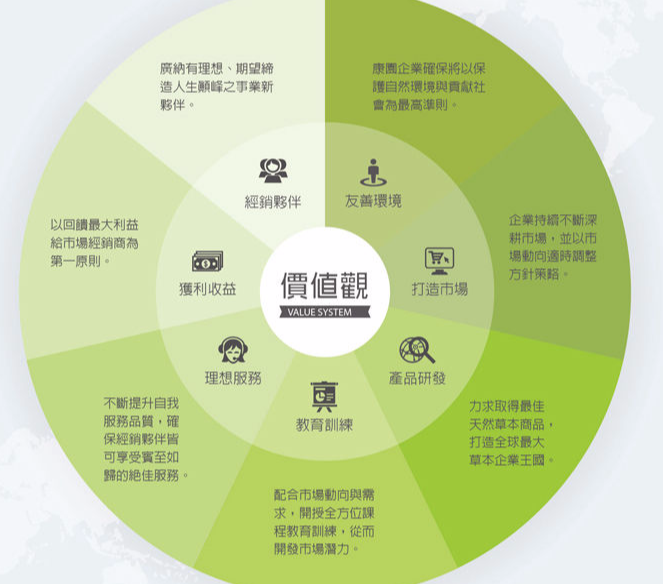 價值觀
VALUE SYSTEM
友善環境
康園企業確保將以保
護自然環境與貢獻社
會為最高準則。
打造市場
企業持續不斷深
耕市場，並以市
場動向適時調整
方針策略。
產品研發
力求取得最佳
天然草本商品，
打造全球最大
草本企業王國。
教育訓練
配合市場動向與需
求，開授全方位課
程教育訓練，從而
開發市場潛力。
理想服務
不斷提升自我
服務品質，確
保經銷夥伴皆
可享受賓至如
歸的絕佳服務。
獲利收益
以回饋最大利益
給市場經銷商為
第一原則。
經銷夥伴
廣納有理想、期望締
造人生顛峰之事業新
夥伴。